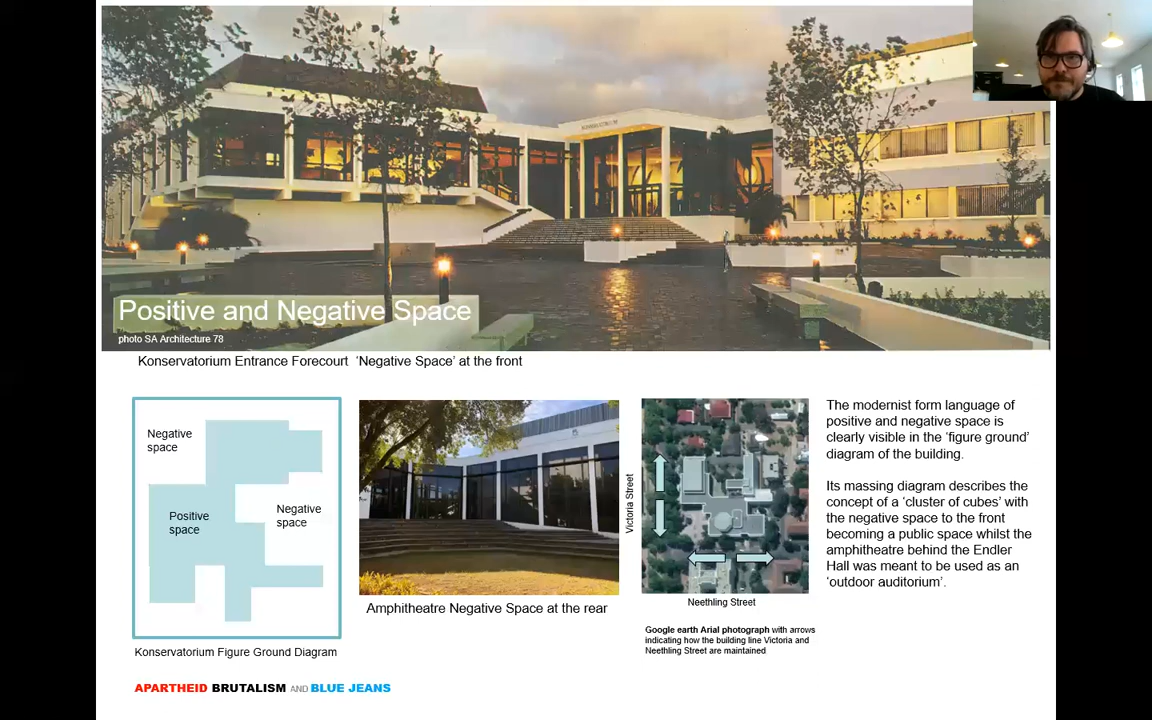 Positive and Negative Space
photo SA Architecture 78
Konservatorium Entrance Forecourt 'Negative Space' at the front
Negative
space
Positive
space
Negative
space
Konservatorium Figure Ground Diagram
Amphitheatre Negative Space at the rear
Victoria Street
Neethling Street
Google earth Arial photograph with arrows
indicating how the building line Victoria and
Neethling Street are maintained
The modernist form language of
positive and negative space is
clearly visible in the 'figure ground'
diagram of the building.
Its massing diagram describes the
concept of a 'cluster of cubes' with
the negative space to the front
becoming a public space whilst the
amphitheatre behind the Endler
Hall was meant to be used as an
'outdoor auditorium'.
APARTHEID BRUTALISM AND BLUE JEANS